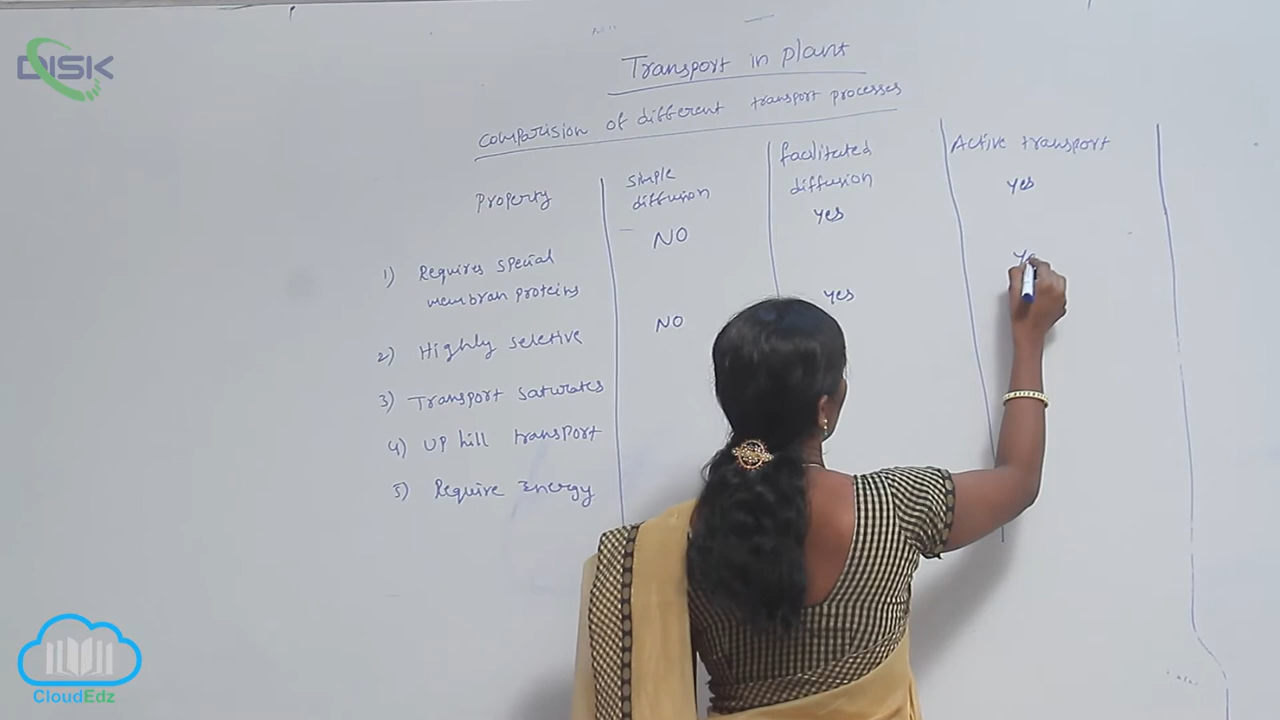 DISK
Transport in plant
comparision of different transport processes
Property
simple
diffusion
facilitated
diffusion
Active transport
1) Requires special
membran proteins
NO
yes
yes
2) Highly seletive
NO
yes
ye
3) Transport saturates
4) UP hill transport
5) Require Energy
CloudEdz